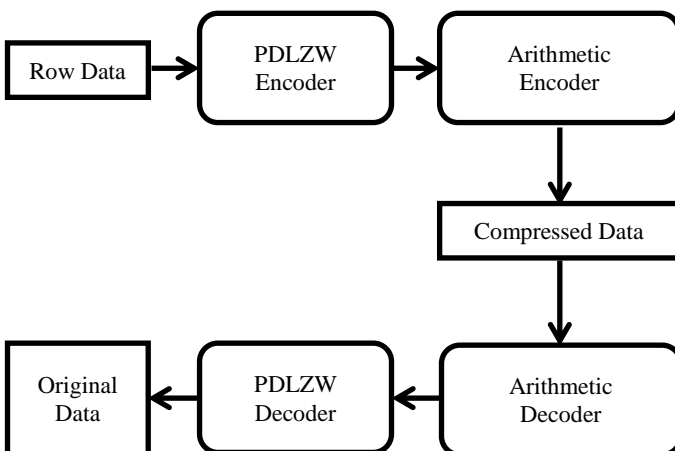 Row Data
PDLZW
Encoder
Arithmetic
Encoder
Compressed Data
Original
Data
PDLZW
Decoder
Arithmetic
Decoder